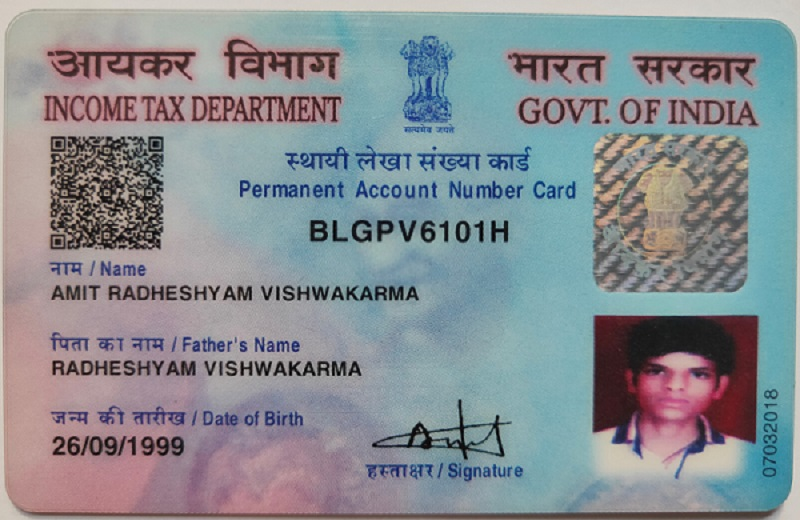 आयकर विभाग
INCOME TAX DEPARTMENT
सत्यमेव जयते
भारत सरकार
GOVT. OF INDIA
स्थायी लेखा संख्या कार्ड
Permanent Account Number Card
BLGPV6101H
नाम / Name
AMIT RADHESHYAM VISHWAKARMA
पिता का नाम / Father's Name
RADHESHYAM VISHWAKARMA
जन्म की तारीख / Date of Birth
26/09/1999
Amit
हस्ताक्षर / Signature
07032018